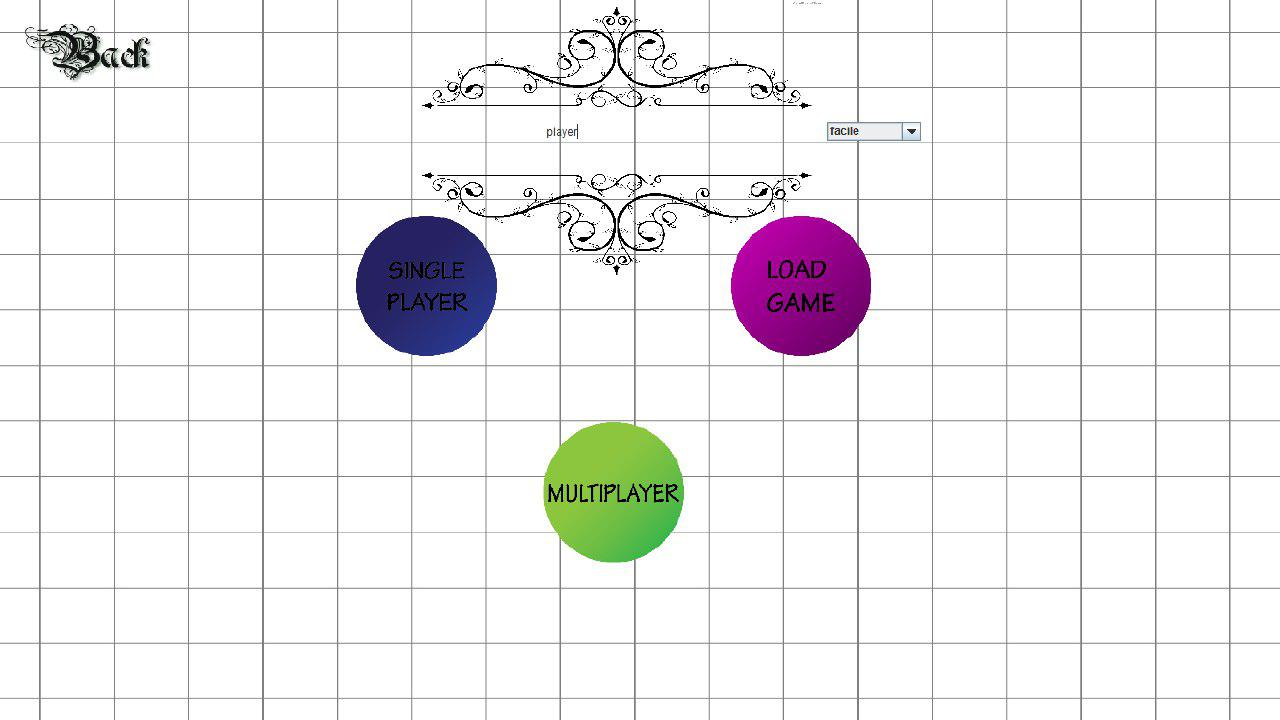 Back
player
facile
SINGLE
PLAYER
LOAD
GAME
MULTIPLAYER